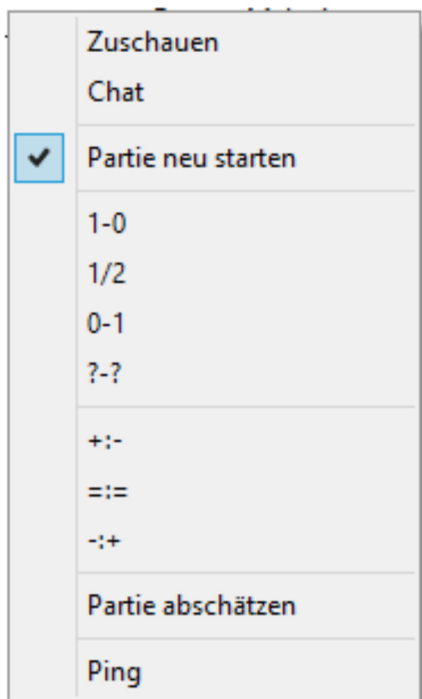 Zuschauen
Chat
Partie neu starten
1-0
1/2
0-1
?-?
+:-
=:=
-:+
Partie abschätzen
Ping